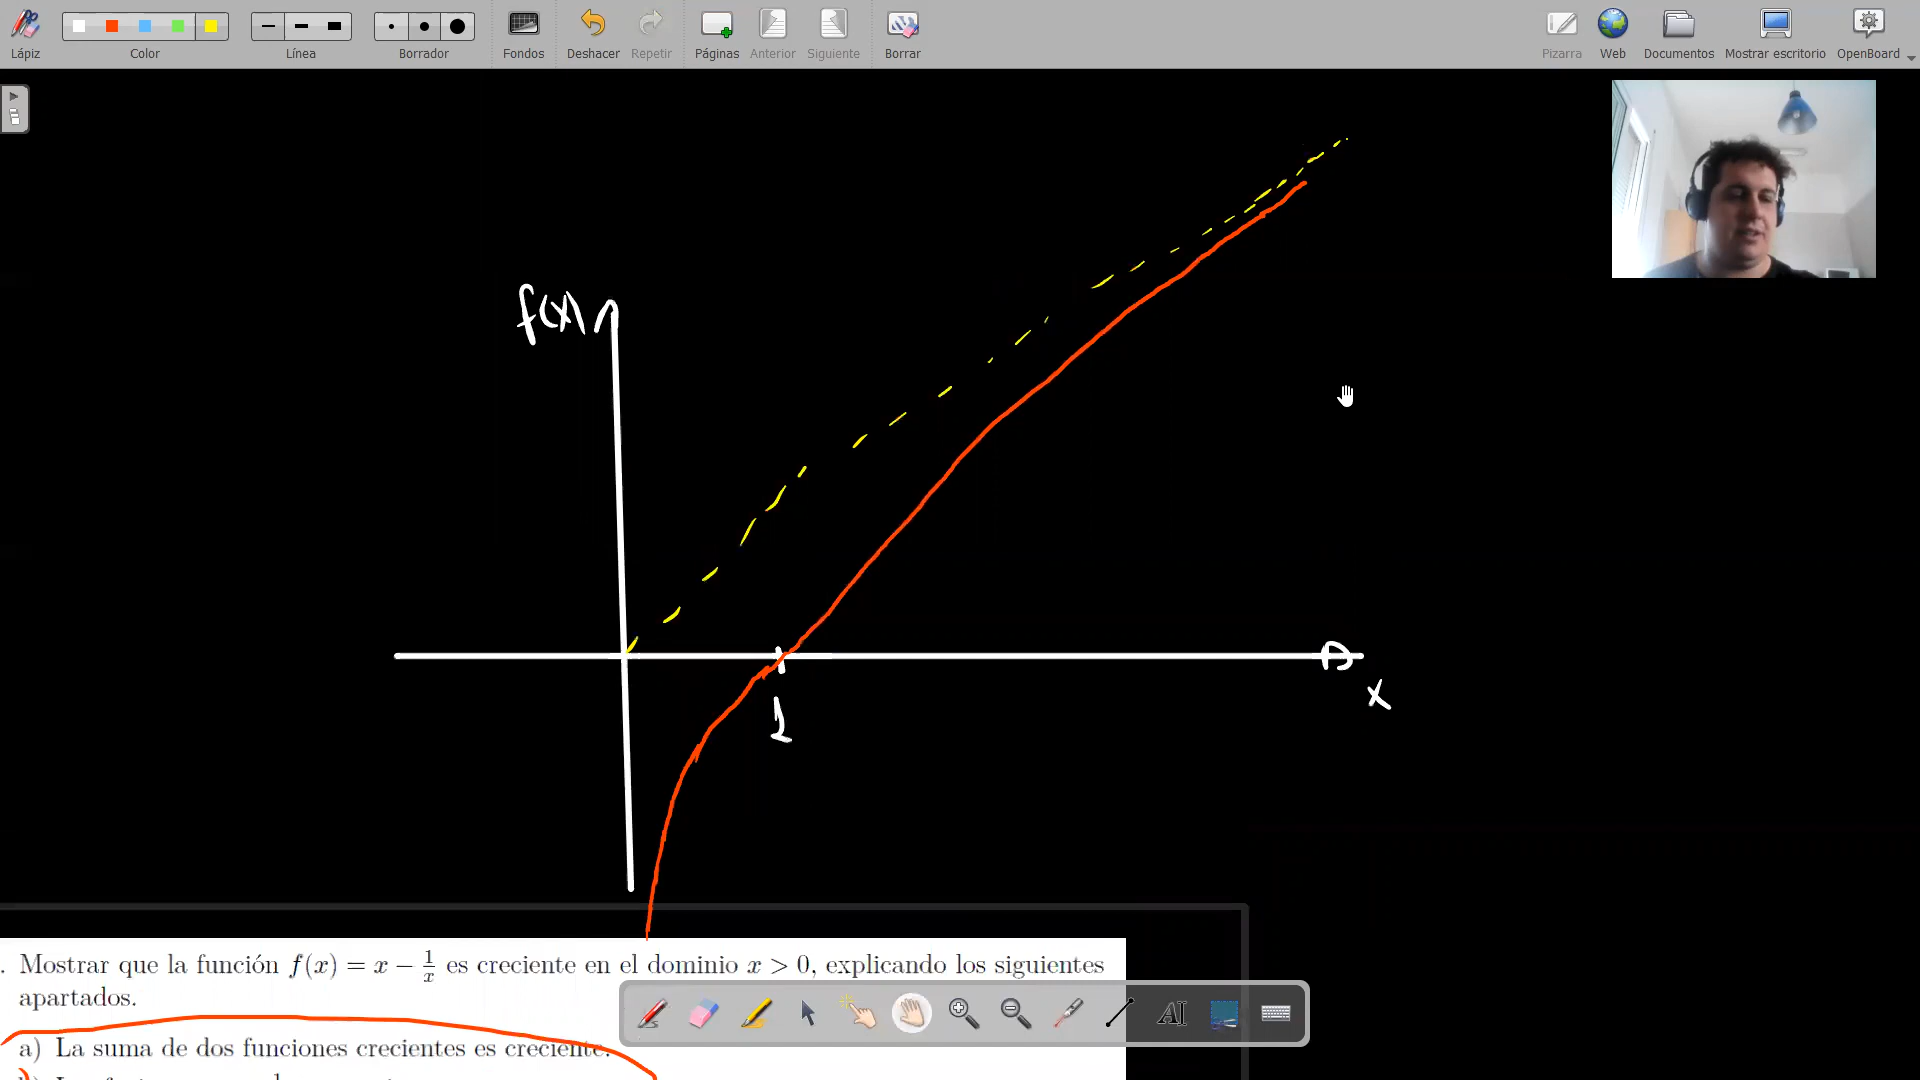 Lápiz Color Línea Borrador Fondos Deshacer Repetir Páginas Anterior Siguiente Borrar Pizarra Web Documentos Mostrar escritorio OpenBoard
f(x)
1
x
. Mostrar que la función f(x) = x − 1/x es creciente en el dominio x > 0, explicando los siguientes
apartados.
a) La suma de dos funciones crecientes es creciente.
AI